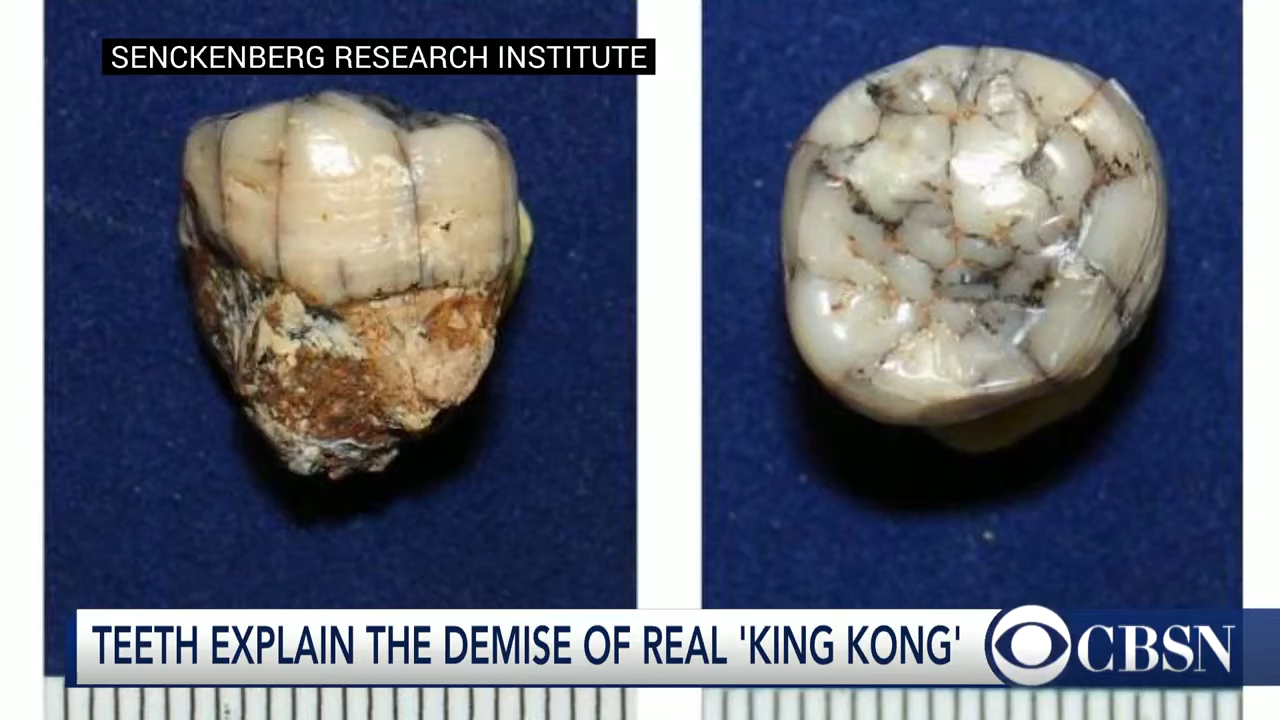 SENCKENBERG RESEARCH INSTITUTE
TEETH EXPLAIN THE DEMISE OF REAL 'KING KONG'
CBSN